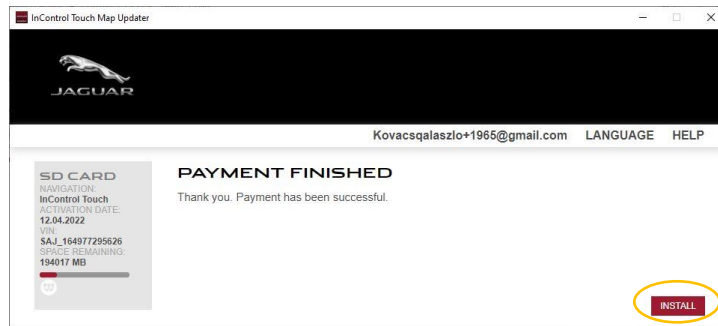 InControl Touch Map Updater
JAGUAR
Kovacsqalaszlo+1965@gmail.com LANGUAGE HELP
SD CARD
NAVIGATION:
InControl Touch
ACTIVATION DATE:
12.04.2022
VIN:
SAJ_164977295626
SPACE REMAINING:
194017 MB
PAYMENT FINISHED
Thank you. Payment has been successful.
INSTALL